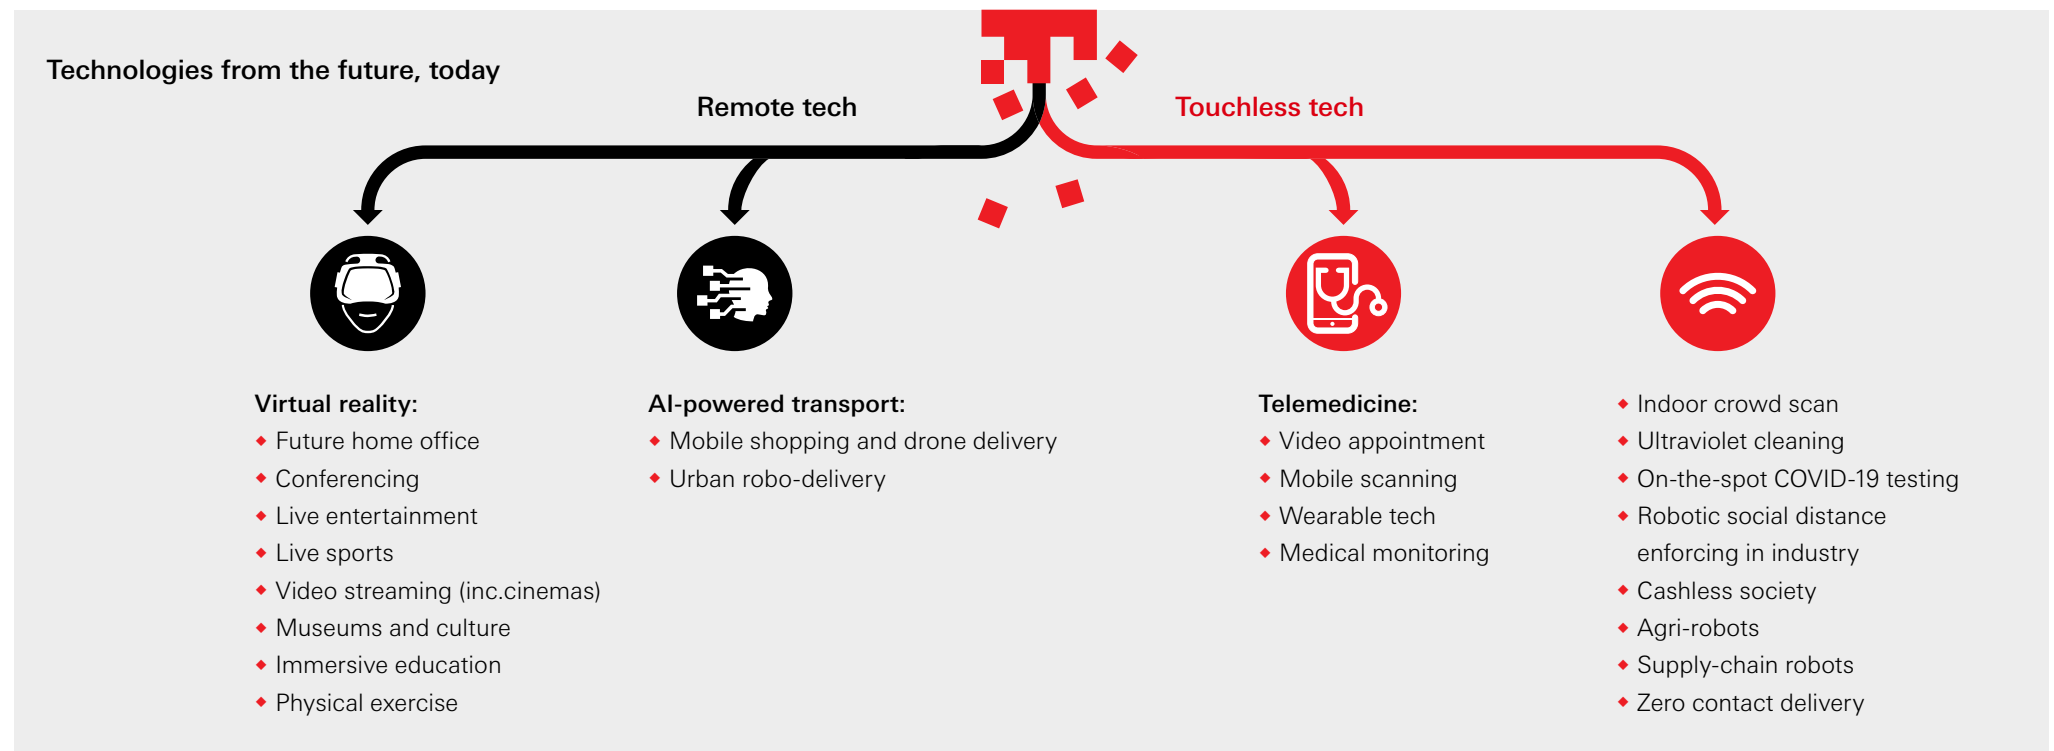 Technologies from the future, today
Remote tech
Touchless tech
Virtual reality:
◆ Future home office
◆ Conferencing
◆ Live entertainment
◆ Live sports
◆ Video streaming (inc.cinemas)
◆ Museums and culture
◆ Immersive education
◆ Physical exercise
AI-powered transport:
◆ Mobile shopping and drone delivery
◆ Urban robo-delivery
Telemedicine:
◆ Video appointment
◆ Mobile scanning
◆ Wearable tech
◆ Medical monitoring
◆ Indoor crowd scan
◆ Ultraviolet cleaning
◆ On-the-spot COVID-19 testing
◆ Robotic social distance
enforcing in industry
◆ Cashless society
◆ Agri-robots
◆ Supply-chain robots
◆ Zero contact delivery